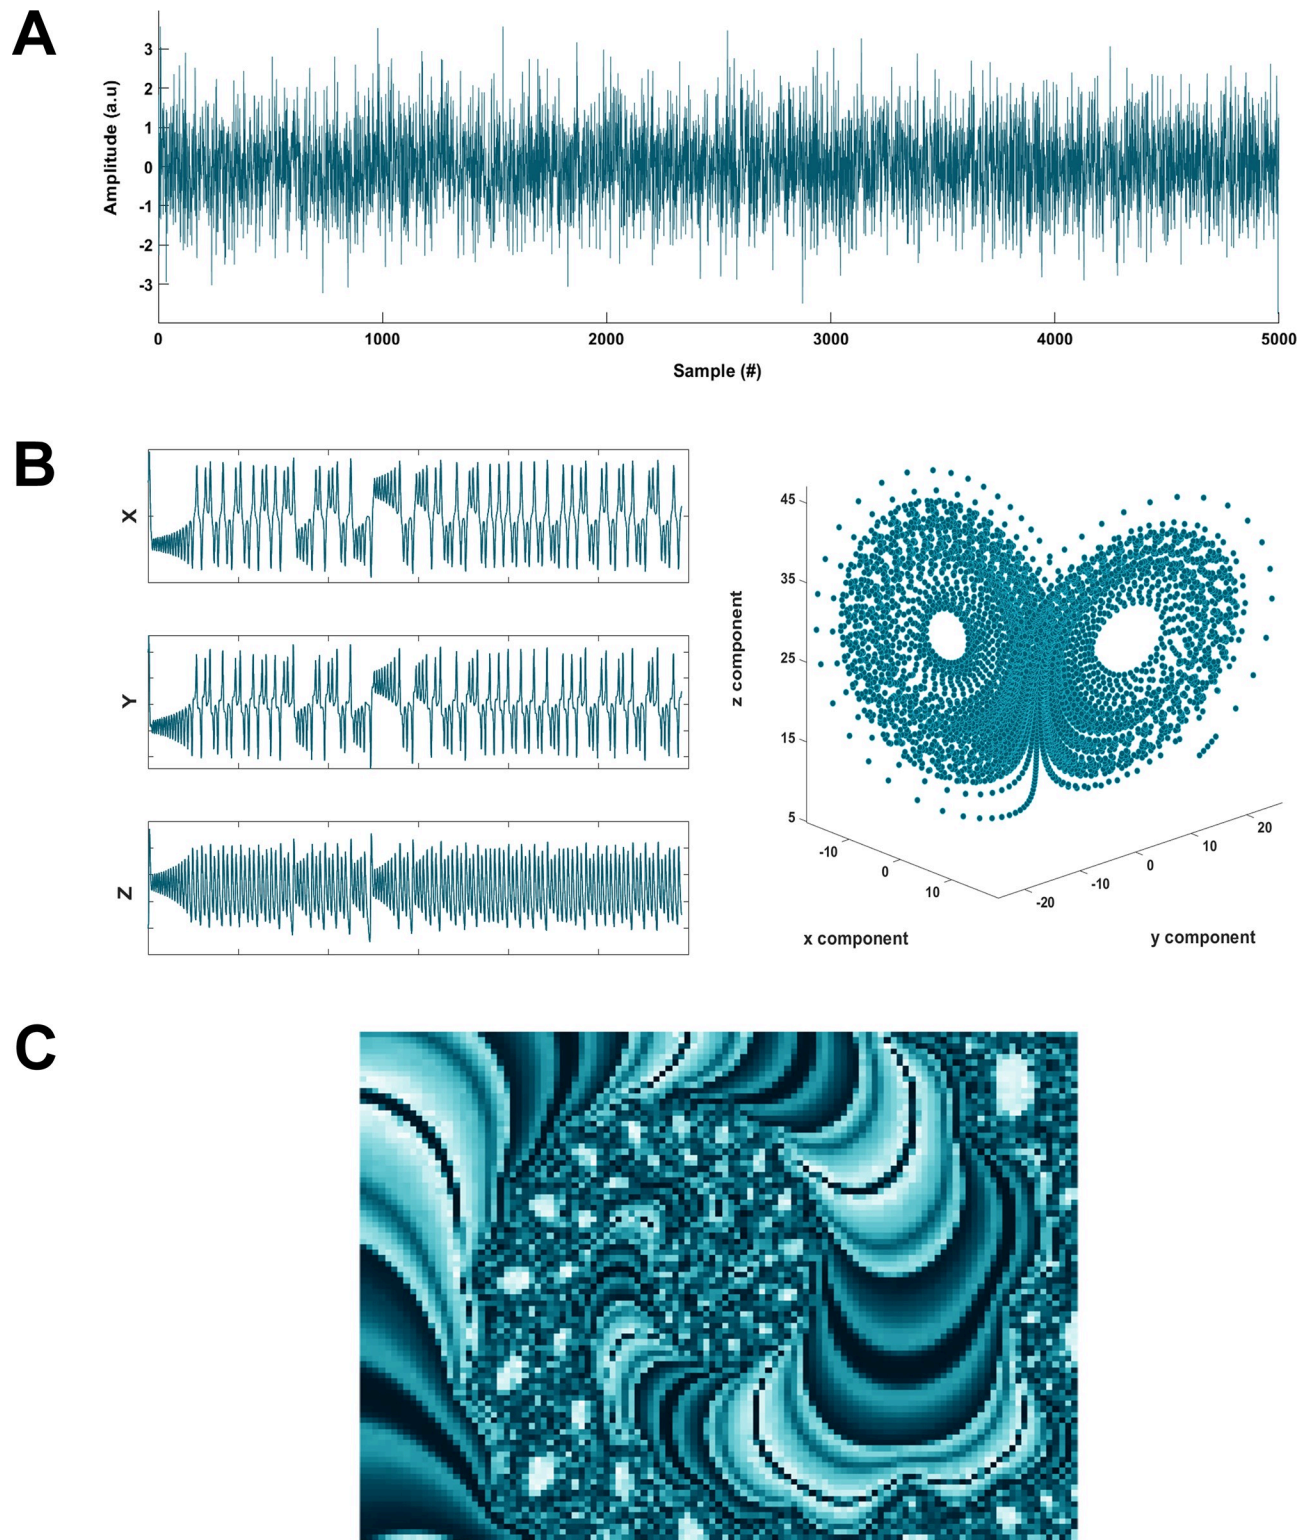 A
Amplitude (a.u)
3
2
1
0
-1
-2
-3
0 1000 2000 3000 4000 5000
Sample (#)
B
X
Y
Z
z component
45
35
25
15
5
-10 0 10
-20 -10 0 10 20
x component
y component
C